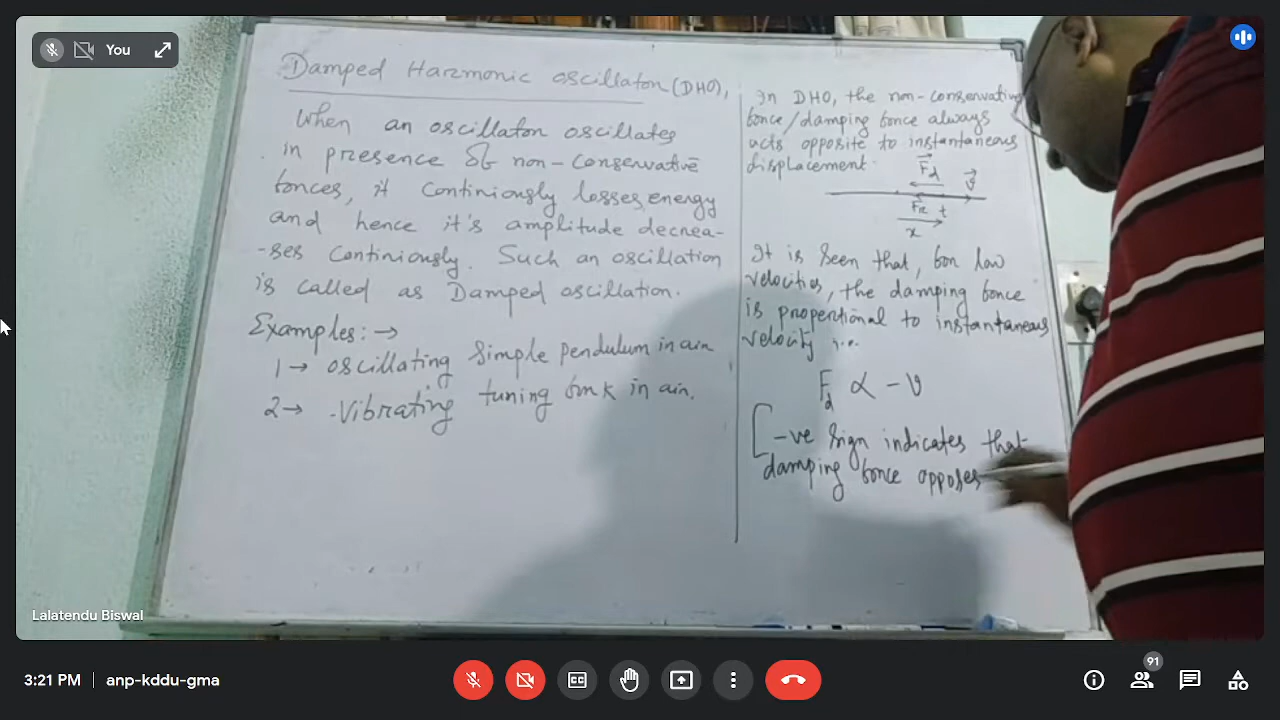 You
Damped Harmonic oscillator (DHO),
When an oscillator oscillates
in presence of non-conservative
forces, it continiously losses energy
and hence it's amplitude decrea-
-ses continiously. Such an oscillation
is called as Damped oscillation.
Examples:→
1→ oscillating simple pendulum in air
2→ Vibrating tuning fork in air.
In DHO, the non-conservative
force/damping force always
acts opposite to instantaneous
displacement.
F⃗d v⃗
t
x
It is seen that, for low
velocities, the damping force
is proportional to instantaneous
velocity i.e.
Fd α -v
[-ve sign indicates that
damping force opposes
Lalatendu Biswal
3:21 PM | anp-kddu-gma
91